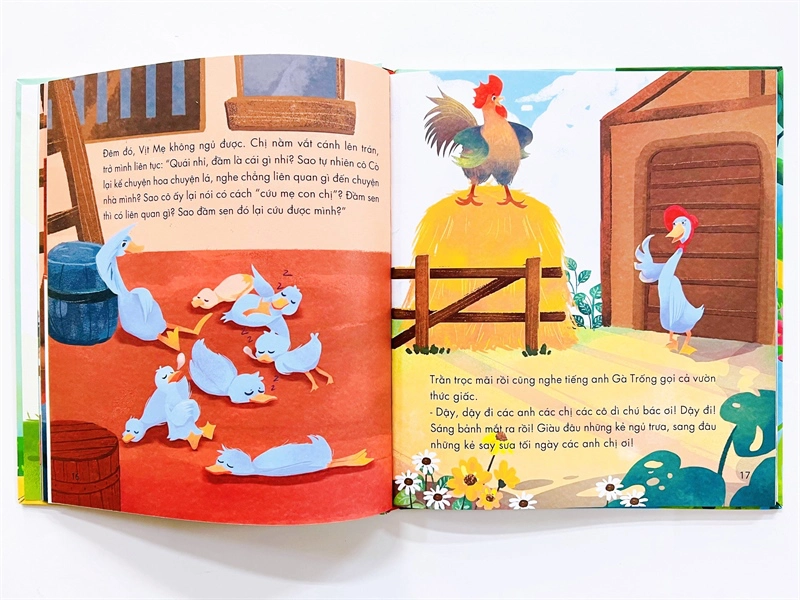 Đêm đó, Vịt Mẹ không ngủ được. Chị nằm vắt cánh lên trán,
trở mình liên tục: "Quái nhỉ, đầm là cái gì nhỉ? Sao tự nhiên cô Cò
lại kể chuyện hoa chuyện lá, nghe chẳng liên quan gì đến chuyện
nhà mình? Sao cô ấy lại nói có cách "cứu mẹ con chị"? Đầm sen
thì có liên quan gì? Sao đầm sen đó lại cứu được mình?"
16
Trằn trọc mãi rồi cũng nghe tiếng anh Gà Trống gọi cả vườn
thức giấc.
- Dậy, dậy đi các anh các chị các cô dì chú bác ơi! Dậy đi!
Sáng bảnh mắt ra rồi! Giàu đâu những kẻ ngủ trưa, sang đâu
những kẻ say sưa tối ngày các anh chị ơi!
17